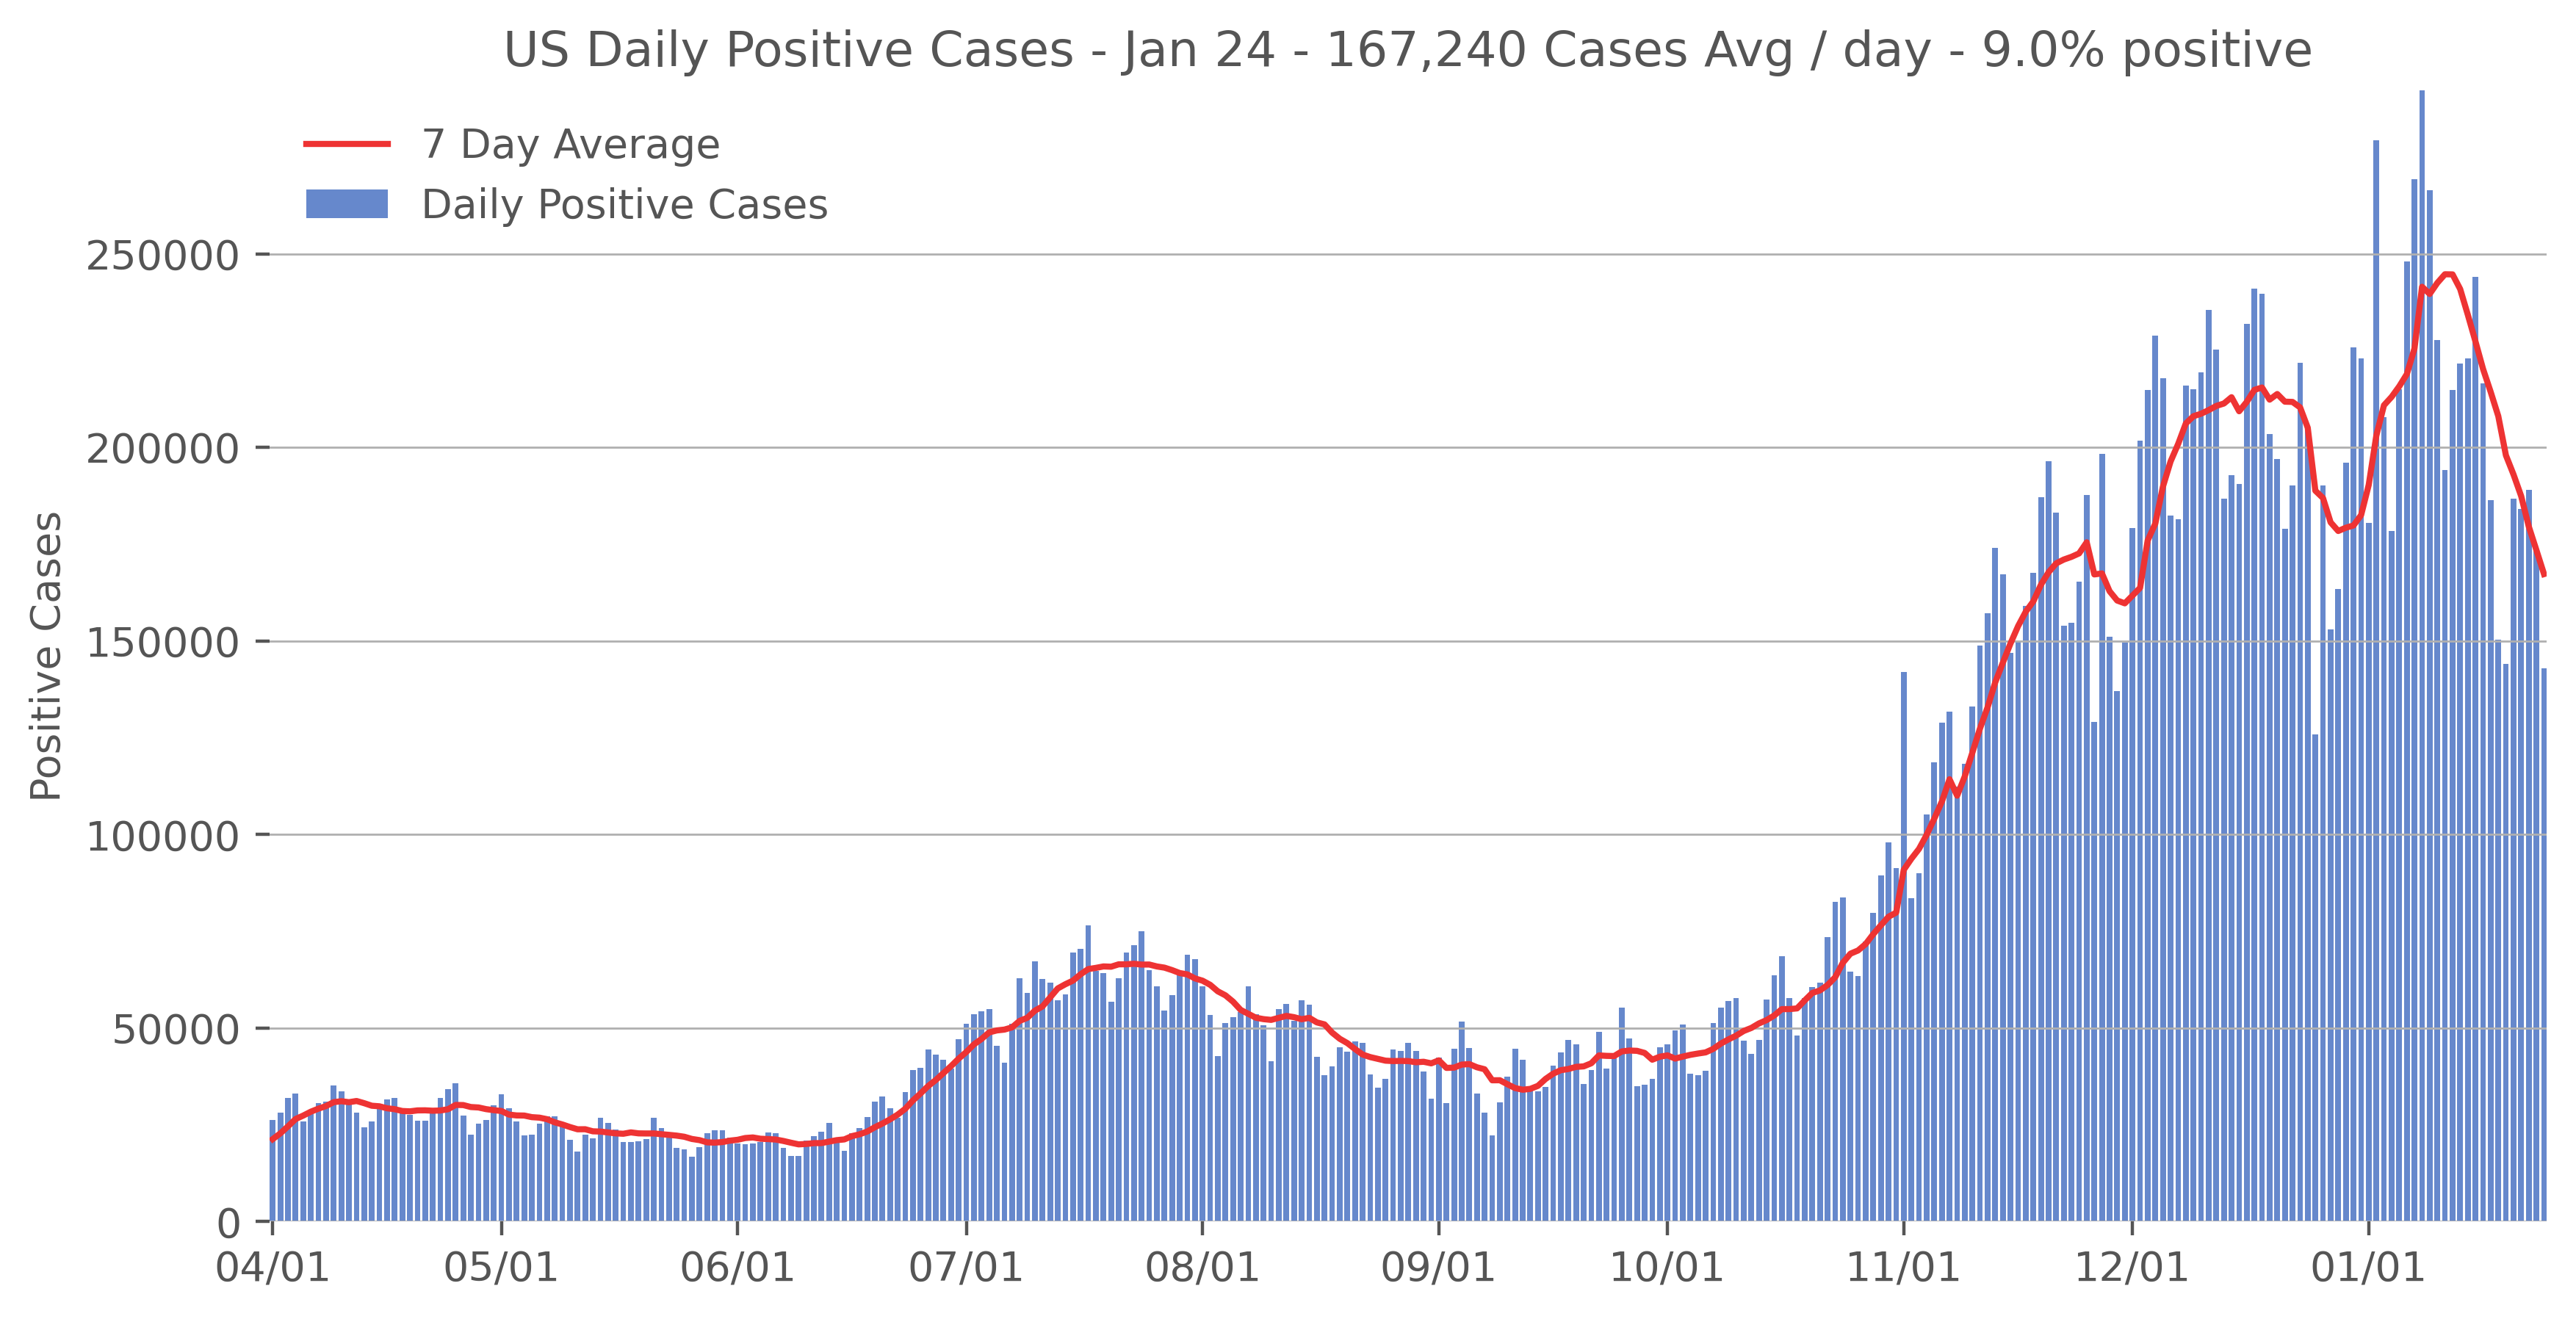 US Daily Positive Cases - Jan 24 - 167,240 Cases Avg / day - 9.0% positive
7 Day Average
Daily Positive Cases
250000
200000
150000
100000
50000
0
Positive Cases
04/01 05/01 06/01 07/01 08/01 09/01 10/01 11/01 12/01 01/01